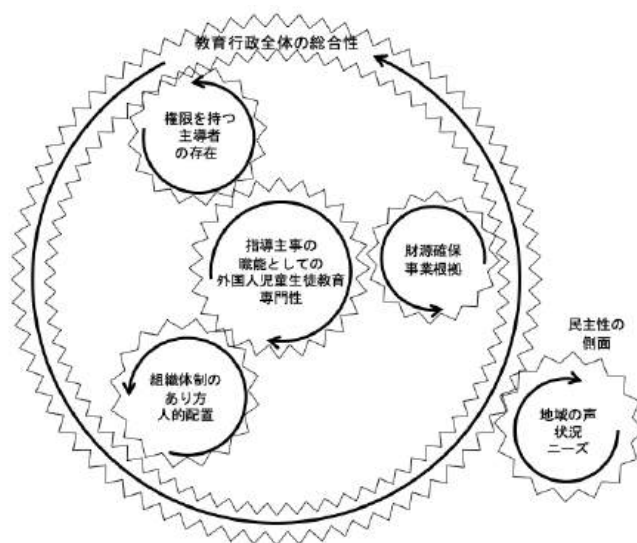 教育行政全体の総合性
権限を持つ
主導者
の存在
指導主事の
職能としての
外国人児童生徒教育
専門性
財源確保
事業根拠
組織体制の
あり方
人的配置
民主性の
側面
地域の声
状況
ニーズ